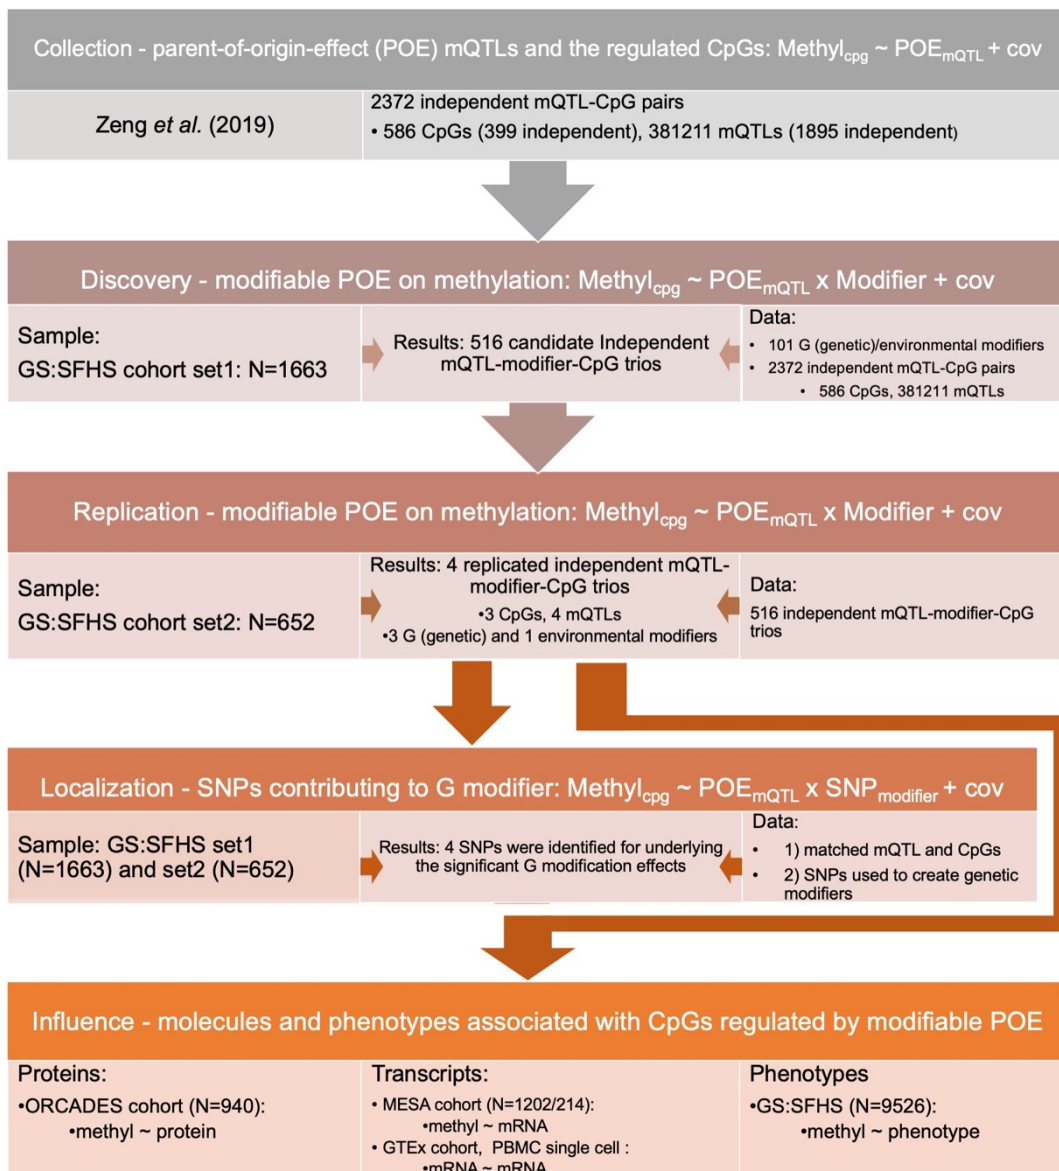 Collection - parent-of-origin-effect (POE) mQTLs and the regulated CpGs: Methylcpg ~ POEmQTL + cov
Zeng et al. (2019)
2372 independent mQTL-CpG pairs
• 586 CpGs (399 independent), 381211 mQTLs (1895 independent)
Discovery - modifiable POE on methylation: Methylcpg ~ POEmQTL x Modifier + cov
Sample:
GS:SFHS cohort set1: N=1663
Results: 516 candidate Independent
mQTL-modifier-CpG trios
Data:
• 101 G (genetic)/environmental modifiers
• 2372 independent mQTL-CpG pairs
• 586 CpGs, 381211 mQTLs
Replication - modifiable POE on methylation: Methylcpg ~ POEmQTL x Modifier + cov
Sample:
GS:SFHS cohort set2: N=652
Results: 4 replicated independent mQTL-
modifier-CpG trios
•3 CpGs, 4 mQTLs
•3 G (genetic) and 1 environmental modifiers
Data:
516 independent mQTL-modifier-CpG
trios
Localization - SNPs contributing to G modifier: Methylcpg ~ POEmQTL x SNPmodifier + cov
Sample: GS:SFHS set1
(N=1663) and set2 (N=652)
Results: 4 SNPs were identified for underlying
the significant G modification effects
Data:
• 1) matched mQTL and CpGs
• 2) SNPs used to create genetic
modifiers
Influence - molecules and phenotypes associated with CpGs regulated by modifiable POE
Proteins:
•ORCADES cohort (N=940):
•methyl ~ protein
Transcripts:
• MESA cohort (N=1202/214):
•methyl ~ mRNA
• GTEx cohort, PBMC single cell :
•mRNA ~ mRNA
Phenotypes
•GS:SFHS (N=9526):
•methyl ~ phenotype